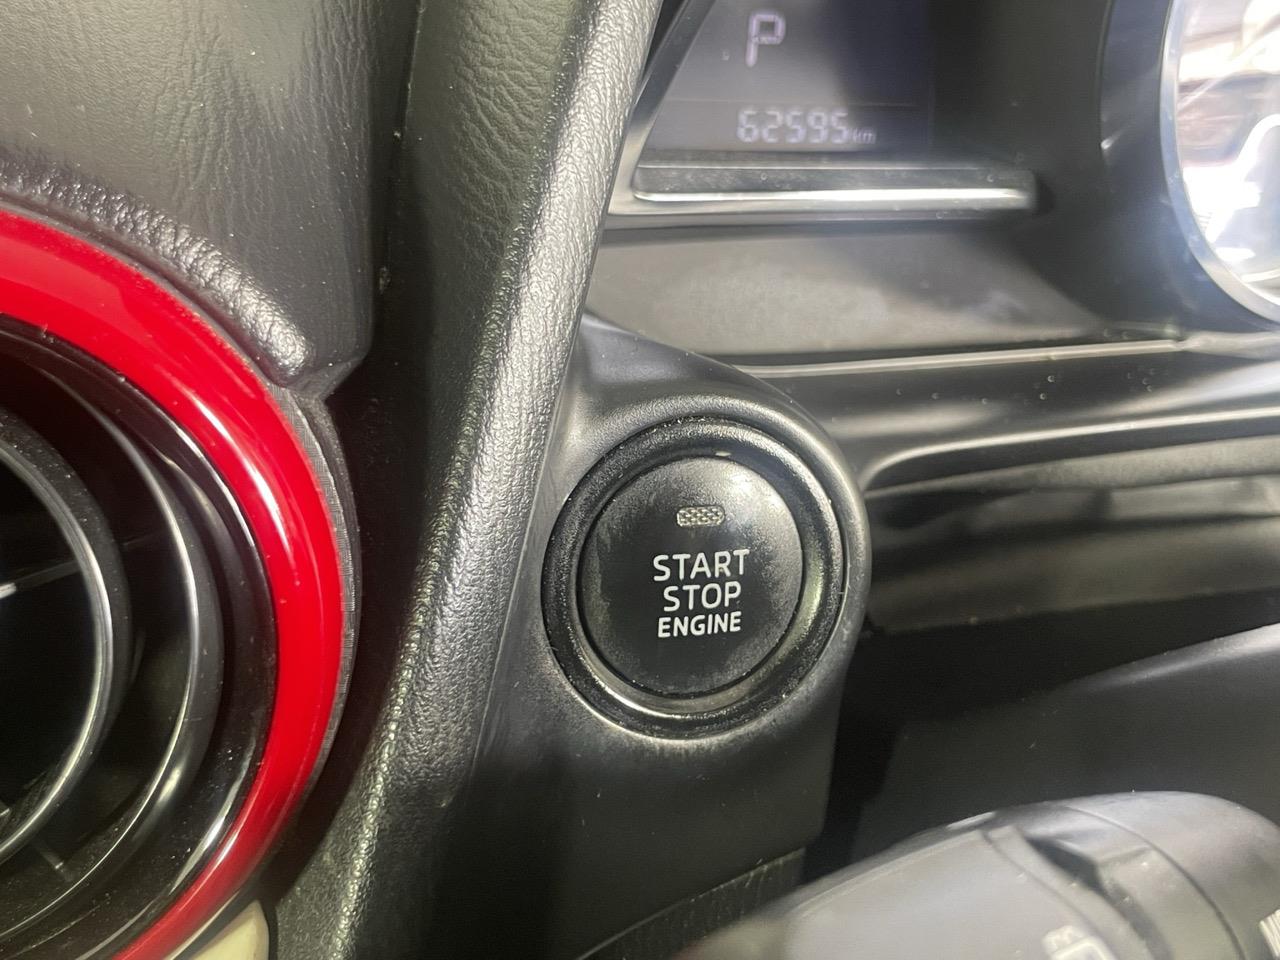 P
62595km
START
STOP
ENGINE